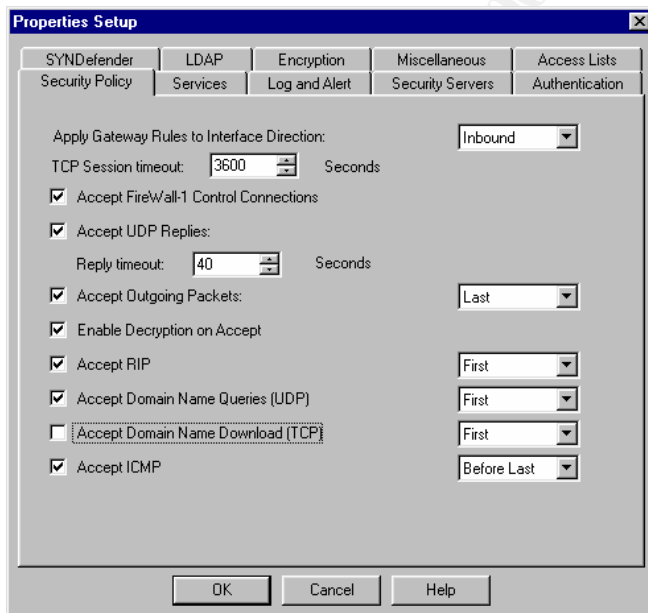 Properties Setup
SYNDefender LDAP Encryption Miscellaneous Access Lists
Security Policy Services Log and Alert Security Servers Authentication
Apply Gateway Rules to Interface Direction: Inbound
TCP Session timeout: 3600 Seconds
Accept FireWall-1 Control Connections
Accept UDP Replies:
Reply timeout: 40 Seconds
Accept Outgoing Packets: Last
Enable Decryption on Accept
Accept RIP First
Accept Domain Name Queries (UDP) First
Accept Domain Name Download (TCP) First
Accept ICMP Before Last
OK Cancel Help